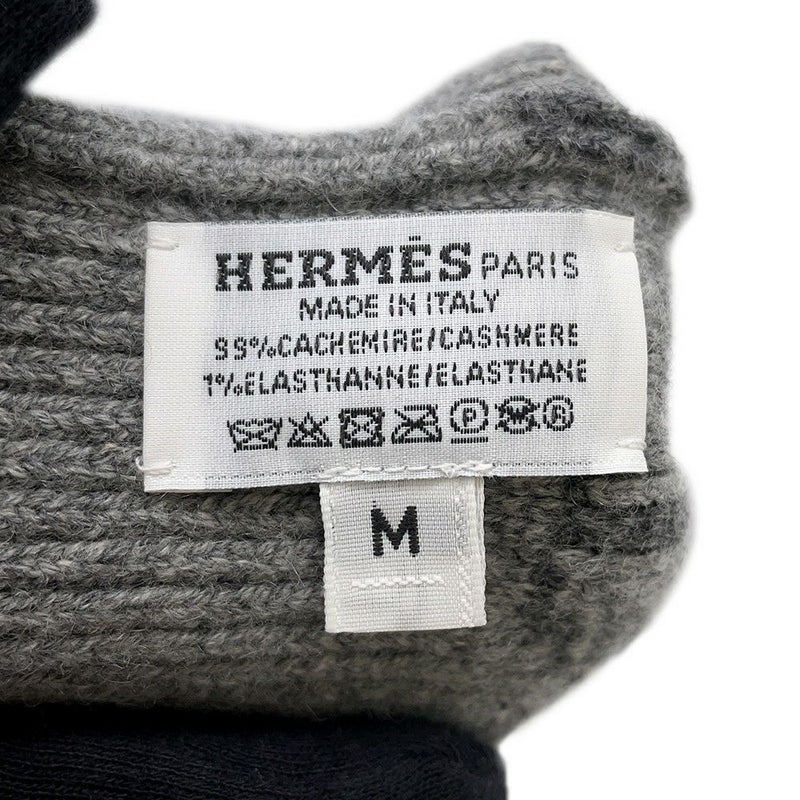 HERMÈS PARIS
MADE IN ITALY
99%CACHEMIRE/CASHMERE
1%ELASTHANNE/ELASTHANE
P W R
M